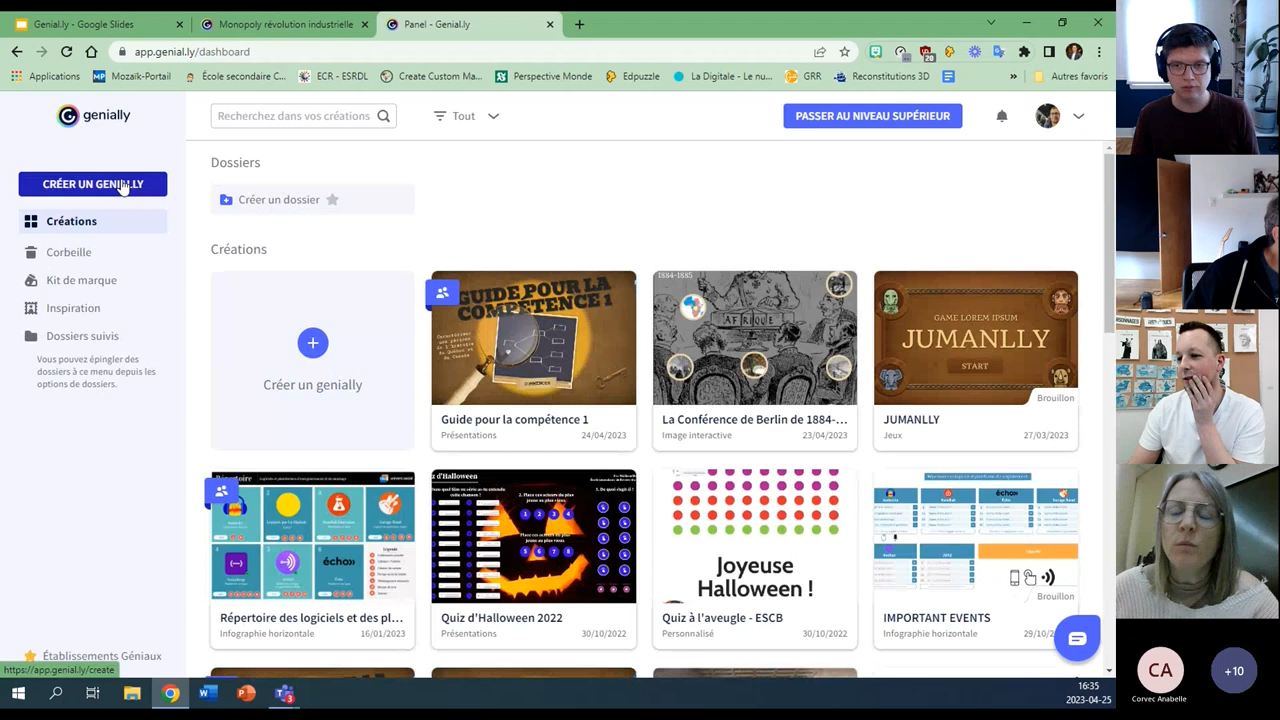 Genial.ly - Google Slides
Monopoly révolution industrielle
Panel - Genial.ly
app.genial.ly/dashboard
Applications
Mozaïk-Portail
École secondaire C...
ECR - ESRDL
Create Custom Ma...
Perspective Monde
Edpuzzle
La Digitale - Le nu...
GRR
Reconstitutions 3D
»
Autres favoris
genially
Recherchez dans vos créations
Tout
PASSER AU NIVEAU SUPÉRIEUR
CRÉER UN GENIALLY
Créations
Corbeille
Kit de marque
Inspiration
Dossiers suivis
Vous pouvez épingler des
dossiers à ce menu depuis les
options de dossiers.
Établissements Géniaux
https://app.genial.ly/create
Dossiers
Créer un dossier
Créations
Créer un genially
GUIDE POUR LA
COMPÉTENCE 1
Guide pour la compétence 1
Présentations
24/04/2023
1884-1885
AFRIQUE
La Conférence de Berlin de 1884-...
Image interactive
23/04/2023
GAME LOREM IPSUM
JUMANLLY
START
Brouillon
JUMANLLY
Jeux
27/03/2023
écho
Répertoire des logiciels et des pl...
Infographie horizontale
16/01/2023
Quiz d'Halloween 2022
Présentations
30/10/2022
Joyeuse
Halloween !
Quiz à l'aveugle - ESCB
Personnalisé
30/10/2022
Brouillon
IMPORTANT EVENTS
Infographie horizontale
29/10/
16:35
2023-04-25
CA
Corvec Anabelle
+10